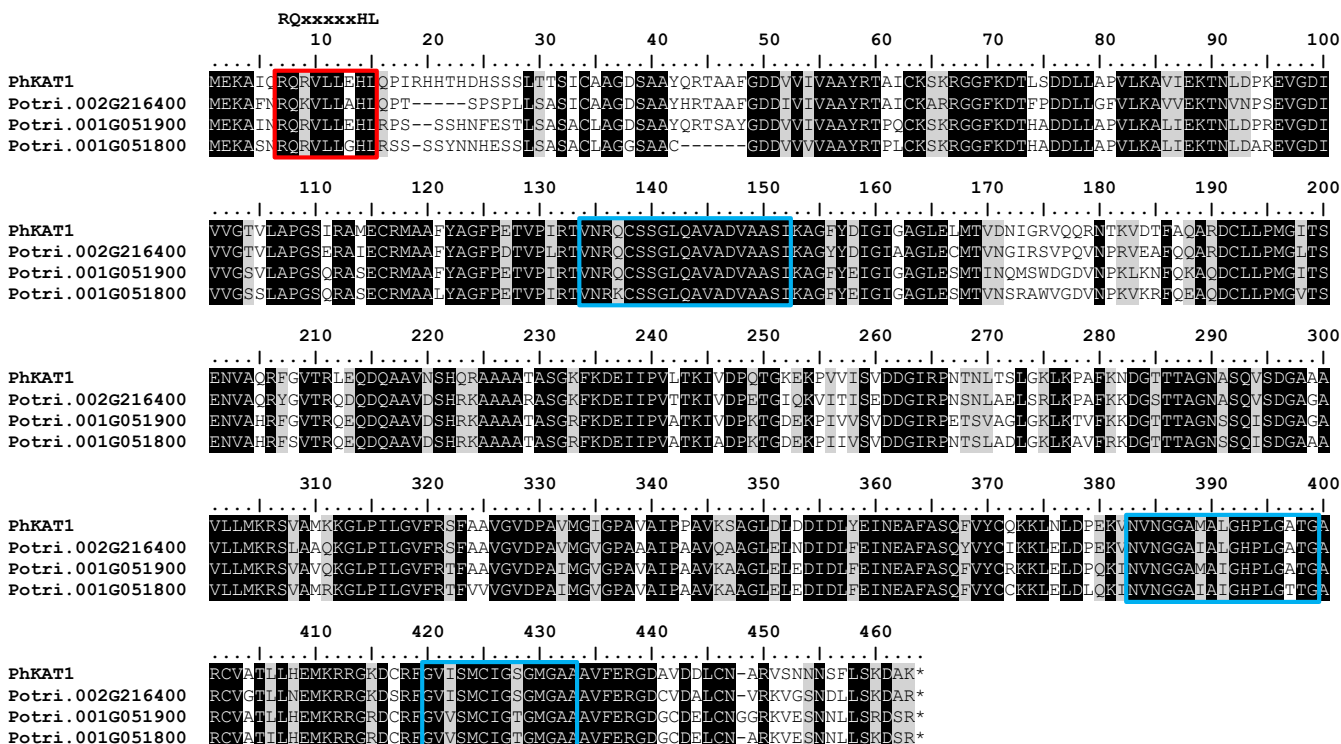 RQxxxxxHL
10 20 30 40 50 60 70 80 90 100
PhKAT1 MEKAIQRQRVLLEHLQPIRHHTHDHSSSLTTSICAAGDSAAYQRTAAFGDDVVIVAAYRTAICKSKRGGFKDTLSDDLLAPVLKAVIEKTNLDPKEVGDI
Potri.002G216400 MEKAFNRQKVLLAHLQPT-----SPSPLLSASICAAGDSAAYHRTAAFGDDIVIVAAYRTAICKARRGGFKDTFPDDLLGFVLKAVVEKTNVNPSEVGDI
Potri.001G051900 MEKAINRQRVLLEHLRPS--SSHNFESTLSASACLAGDSAAYQRTSAYGDDVVIVAAYRTPQCKSKRGGFKDTHADDLLAPVLKALIEKTNLDPREVGDI
Potri.001G051800 MEKASNRQRVLLGHLRSS-SSYNNHESSLSASACLAGGSAAC------GDDVVVVAAYRTPLCKSKRGGFKDTHADDLLAPVLKALIEKTNLDAREVGDI
110 120 130 140 150 160 170 180 190 200
PhKAT1 VVGTVLAPGSIRAMECRMAAFYAGFPETVPIRTVNRQCSSGLQAVADVAASIKAGFYDIGIGAGLELMTVDNIGRVQQRNTKVDTFAQARDCLLPMGITS
Potri.002G216400 VVGTVLAPGSERAIECRMAAFYAGFPDTVPLRTVNRQCSSGLQAVADVAASIKAGYYDIGIAAGLECMTVNGIRSVPQVNPKVEAFQQARDCLLPMGITS
Potri.001G051900 VVGSVLAPGSQRASECRMAAFYAGFPETVPIRTVNRQCSSGLQAVADVAASIKAGFYEIGIGAGLESMTINQMSWDGDVNPKLKNFQKAQDCLLPMGITS
Potri.001G051800 VVGSSLAPGSQRASECRMAALYAGFPETVPIRTVNRKCSSGLQAVADVAASIKAGFYEIGIGAGLESMTVNSRAWVGDVNPKVKRFQEAQDCLLPMGVTS
210 220 230 240 250 260 270 280 290 300
PhKAT1 ENVAQRFGVTRLEQDQAAVNSHQRAAAATASGKFKDEIIPVLTKIVDPQTGKEKPVVISVDDGIRPNTNLTSLGKLKPAFKNDGTTTAGNASQVSDGAAA
Potri.002G216400 ENVAQRYGVTRQDQDQAAVDSHRKAAAARASGKFKDEIIPVTTKIVDPETGIQKVITISEDDGIRPNSNLAELSRLKPAFKKDGSTTAGNASQVSDGAGA
Potri.001G051900 ENVAHRFGVTRQEQDQAAVDSHRKAAAATASGRFKDEIIPVATKIVDPKTGDEKPIIVSVDDGIRPETSVAGLGKLKTVFKKDGTTTAGNSSQISDGAGA
Potri.001G051800 ENVAHRFSVTRQEQDQAAVDSHRKAAAATASGRFKDEIIPVATKIADPKTGDEKPIIVSVDDGIRPNTSLADLGKLKAVFRKDGTTTAGNSSQISDGAAA
310 320 330 340 350 360 370 380 390 400
PhKAT1 VLLMKRSVAMKKGLPILGVFRSFAAVGVDPAVMGIGPAVAIPPAVKSAGLDLDDIDLYEINEAFASQFVYCQKKLNLDPEKVNVNGGAMALGHPLGATGA
Potri.002G216400 VLLMKRSLAAQKGLPILGVFRSFAAVGVDPAVMGVGPAAAIPAAVQAAGLELNDIDLFEINEAFASQYVYCIKKLELDPEKVNVNGGAIALGHPLGATGA
Potri.001G051900 VLLMKRSVAVQKGLPILGVFRTFAAVGVDPAIMGVGPAVAIPAAVKAAGLELEDIDLFEINEAFASQFVYCRKKLELDPQKINVNGGAMAIGHPLGATGA
Potri.001G051800 VLLMKRSVAMRKGLPILGVFRTFVVVGVDPAIMGVGPAVAIPAAVKAAGLELEDIDLFEINEAFASQFVYCCKKLELDLQKINVNGGAIAIGHPLGTTGA
410 420 430 440 450 460
PhKAT1 RCVATLLHEMKRRGKDCRFGVISMCIGSGMGAAAVFERGDAVDDLCN-ARVSNNNSFLSKDAK*
Potri.002G216400 RCVGTLLNEMKRRGKDSRFGVISMCIGSGMGAAAVFERGDCVDALCN-VRKVGSNDLLSKDAR*
Potri.001G051900 RCVATLLHEMKRRGRDCRFGVVSMCIGTGMGAAAVFERGDGCDELCNGGRKVESNNLLSRDSR*
Potri.001G051800 RCVATILHEMKRRGRDCRFGVVSMCIGTGMGAAAVFERGDGCDELCN-ARKVESNNLLSKDSR*